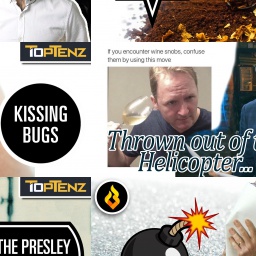 TOPTENZ
If you encounter wine snobs, confuse
them by using this move
KISSING
BUGS
Thrown out of
Helicopter...
TOPTENZ
THE PRESLEY